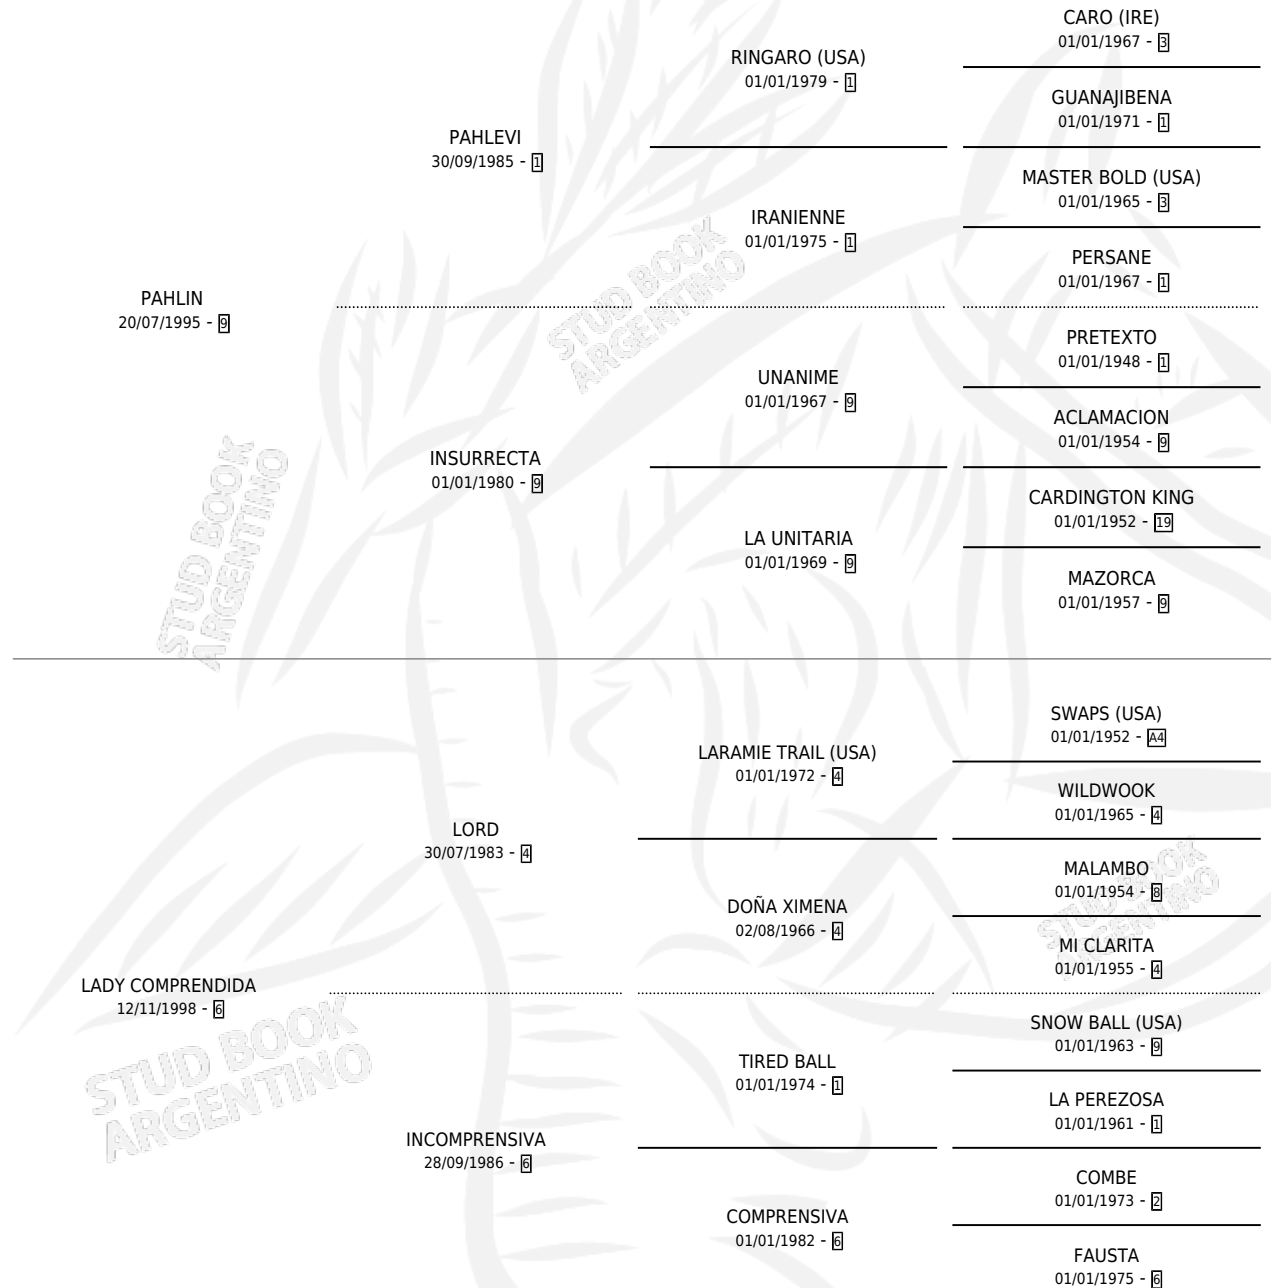 CARO (IRE)
01/01/1967 - 3
RINGARO (USA)
01/01/1979 - 1
GUANAJIBENA
01/01/1971 - 1
PAHLEVI
30/09/1985 - 1
MASTER BOLD (USA)
01/01/1965 - 3
IRANIENNE
01/01/1975 - 1
PERSANE
01/01/1967 - 1
PAHLIN
20/07/1995 - 9
PRETEXTO
01/01/1948 - 1
UNANIME
01/01/1967 - 9
ACLAMACION
01/01/1954 - 9
INSURRECTA
01/01/1980 - 9
CARDINGTON KING
01/01/1952 - 19
LA UNITARIA
01/01/1969 - 9
MAZORCA
01/01/1957 - 9
SWAPS (USA)
01/01/1952 - A4
LARAMIE TRAIL (USA)
01/01/1972 - 4
WILDWOOK
01/01/1965 - 4
LORD
30/07/1983 - 4
MALAMBO
01/01/1954 - 8
DOÑA XIMENA
02/08/1966 - 4
MI CLARITA
01/01/1955 - 4
LADY COMPRENDIDA
12/11/1998 - 6
SNOW BALL (USA)
01/01/1963 - 9
TIRED BALL
01/01/1974 - 1
LA PEREZOSA
01/01/1961 - 1
INCOMPRENSIVA
28/09/1986 - 6
COMBE
01/01/1973 - 2
COMPRENSIVA
01/01/1982 - 6
FAUSTA
01/01/1975 - 6
STUD BOOK
ARGENTINO
STUD BOOK
ARGENTINO
STUD BOOK
ARGENTINO
STUD BOOK
ARGENTINO